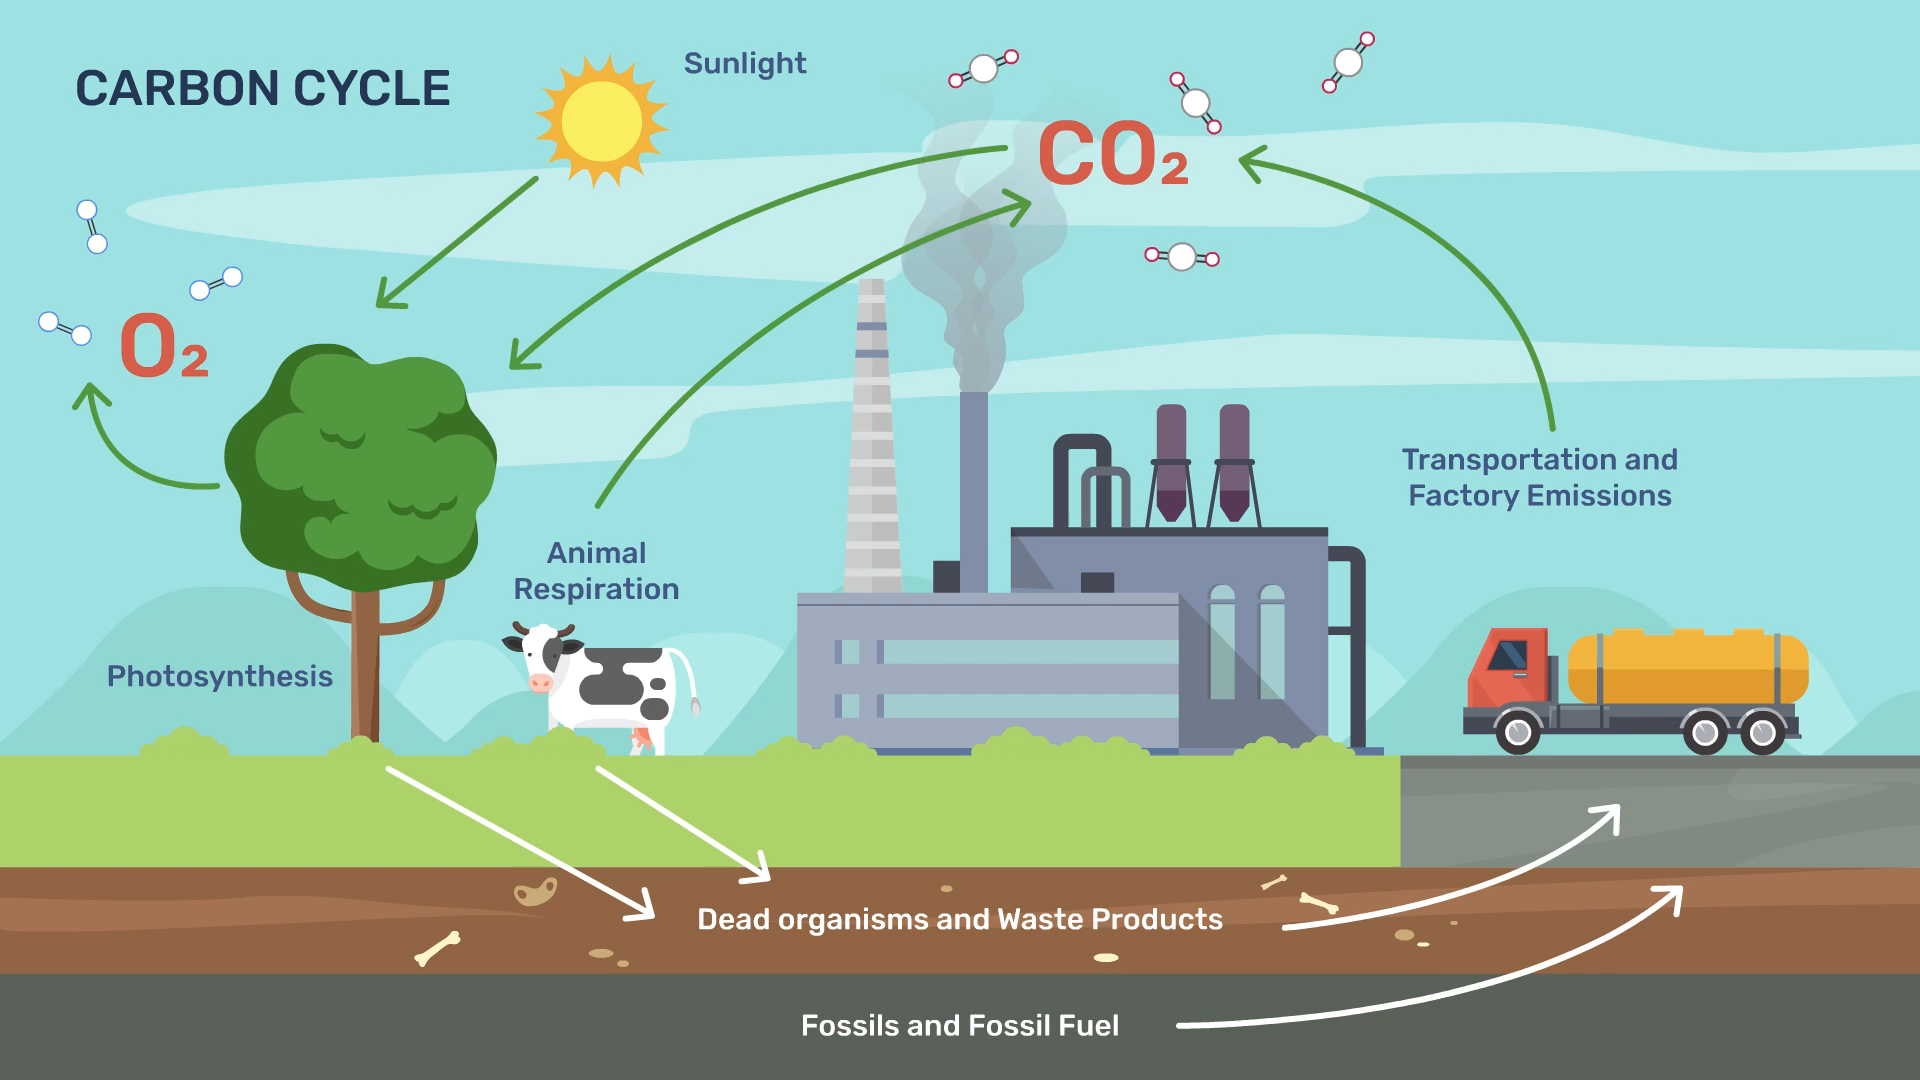 CARBON CYCLE
Sunlight
CO₂
O₂
Transportation and
Factory Emissions
Animal
Respiration
Photosynthesis
Dead organisms and Waste Products
Fossils and Fossil Fuel